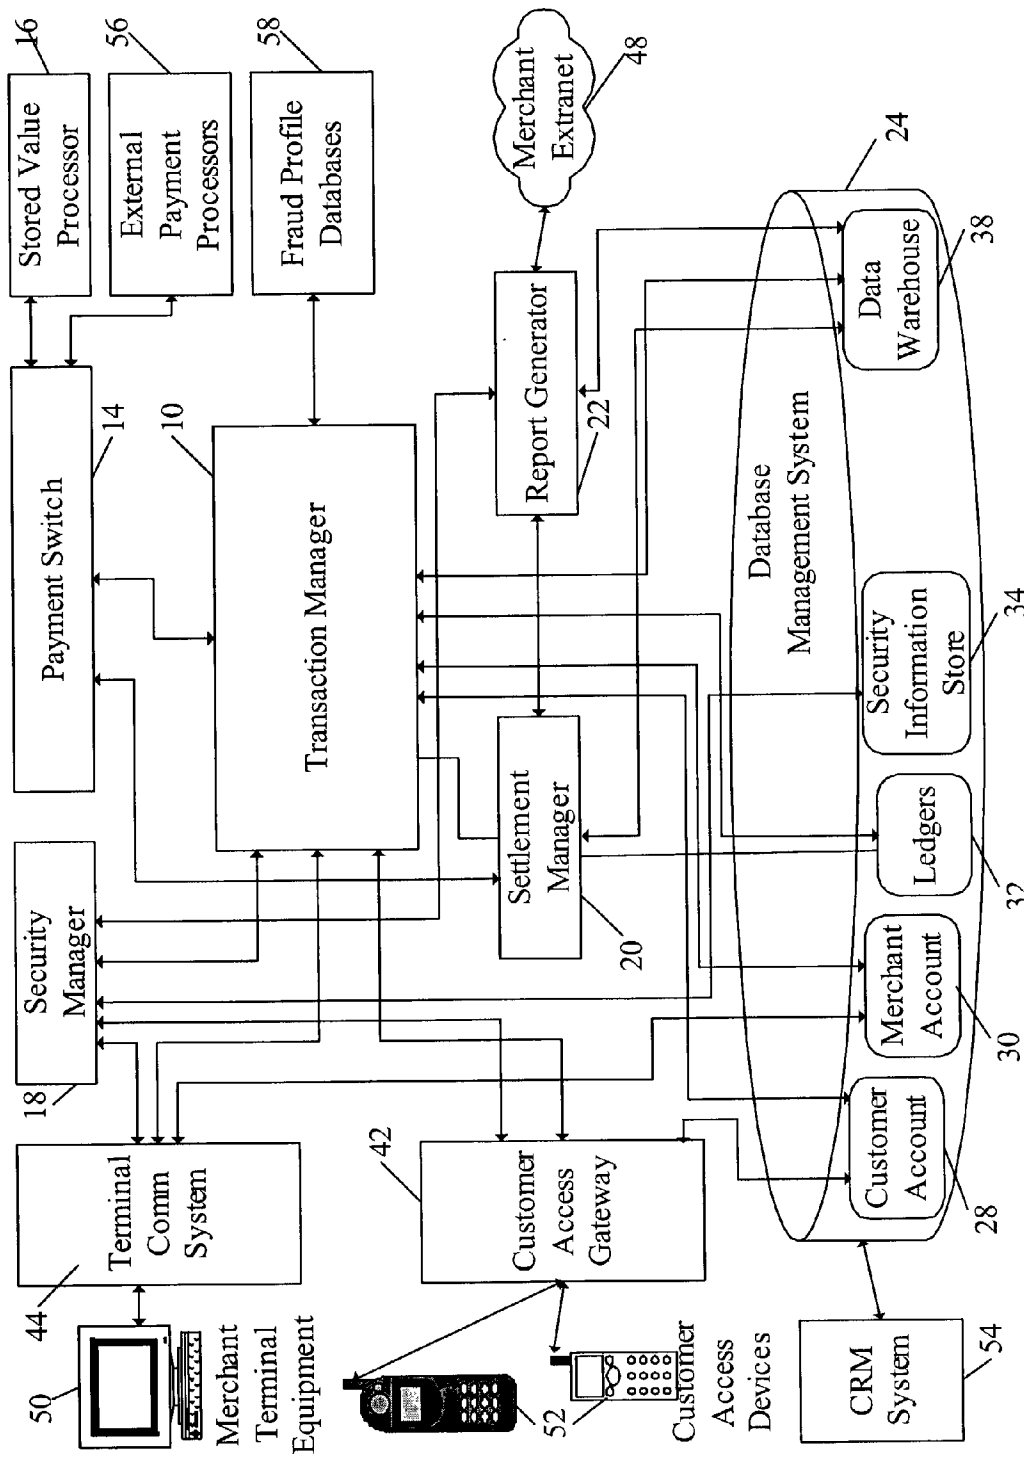 Stored Value
Processor
16
External
Payment
Processors
56
Fraud Profile
Databases
58
Payment Switch
14
Security
Manager
18
Transaction Manager
10
Terminal
Comm
System
44
50
Merchant
Terminal
Equipment
Customer
Access
Gateway
42
52
Customer
Access
Devices
Settlement
Manager
20
Report Generator
22
Merchant
Extranet
48
Database
Management System
24
Customer
Account
28
Merchant
Account
30
Ledgers
32
Security
Information
Store
34
Data
Warehouse
38
CRM
System
54